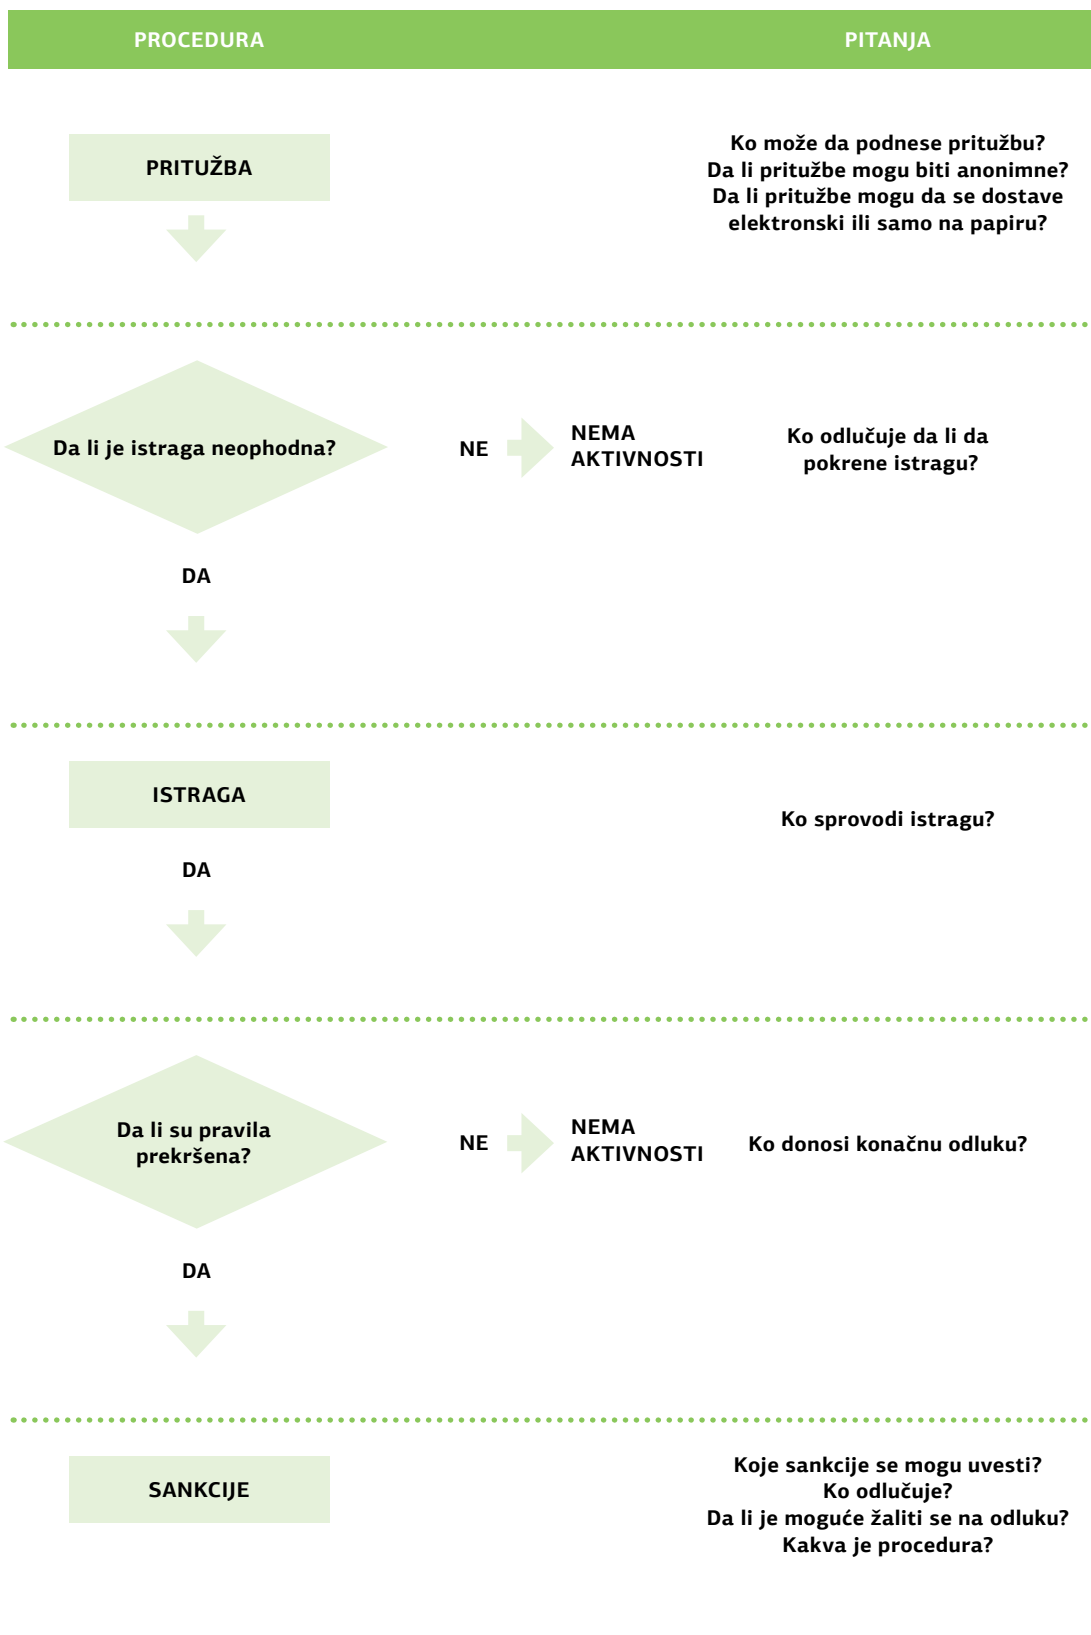 PROCEDURA
PITANJA
PRITUŽBA
Ko može da podnese pritužbu?
Da li pritužbe mogu biti anonimne?
Da li pritužbe mogu da se dostave
elektronski ili samo na papiru?
Da li je istraga neophodna?
NE
NEMA
AKTIVNOSTI
Ko odlučuje da li da
pokrene istragu?
DA
ISTRAGA
Ko sprovodi istragu?
DA
Da li su pravila
prekršena?
NE
NEMA
AKTIVNOSTI
Ko donosi konačnu odluku?
DA
SANKCIJE
Koje sankcije se mogu uvesti?
Ko odlučuje?
Da li je moguće žaliti se na odluku?
Kakva je procedura?